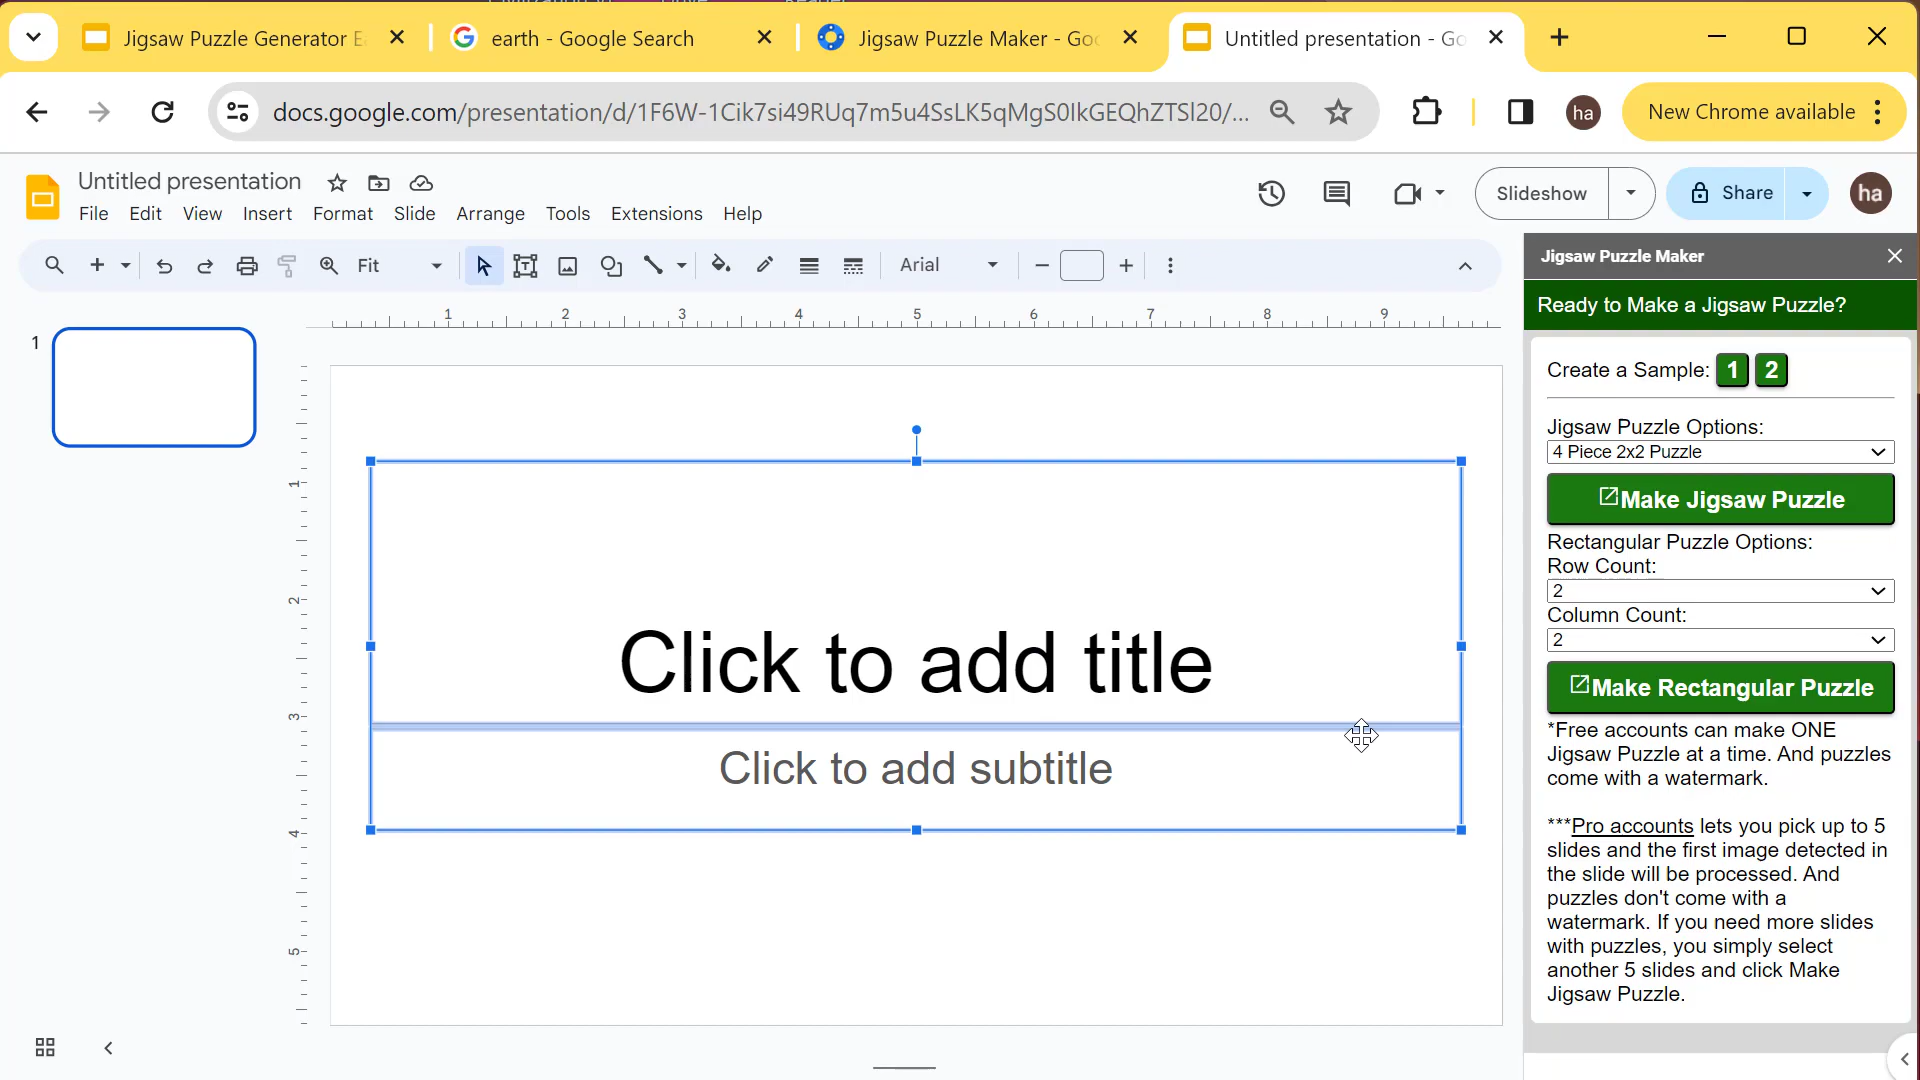 Jigsaw Puzzle Generator E
earth - Google Search
Jigsaw Puzzle Maker - Goo
Untitled presentation - Go
docs.google.com/presentation/d/1F6W-1Cik7si49RUq7m5u4SsLK5qMgS0IkGEQhZTSl20/...
ha
New Chrome available
Untitled presentation
File Edit View Insert Format Slide Arrange Tools Extensions Help
Slideshow
Share
ha
Fit
Arial
Jigsaw Puzzle Maker
Ready to Make a Jigsaw Puzzle?
1 2 3 4 5 6 7 8 9
1
1
2
3
4
5
Click to add title
Click to add subtitle
Create a Sample: 1 2
Jigsaw Puzzle Options:
4 Piece 2x2 Puzzle
Make Jigsaw Puzzle
Rectangular Puzzle Options:
Row Count:
2
Column Count:
2
Make Rectangular Puzzle
*Free accounts can make ONE
Jigsaw Puzzle at a time. And puzzles
come with a watermark.
***Pro accounts lets you pick up to 5
slides and the first image detected in
the slide will be processed. And
puzzles don't come with a
watermark. If you need more slides
with puzzles, you simply select
another 5 slides and click Make
Jigsaw Puzzle.